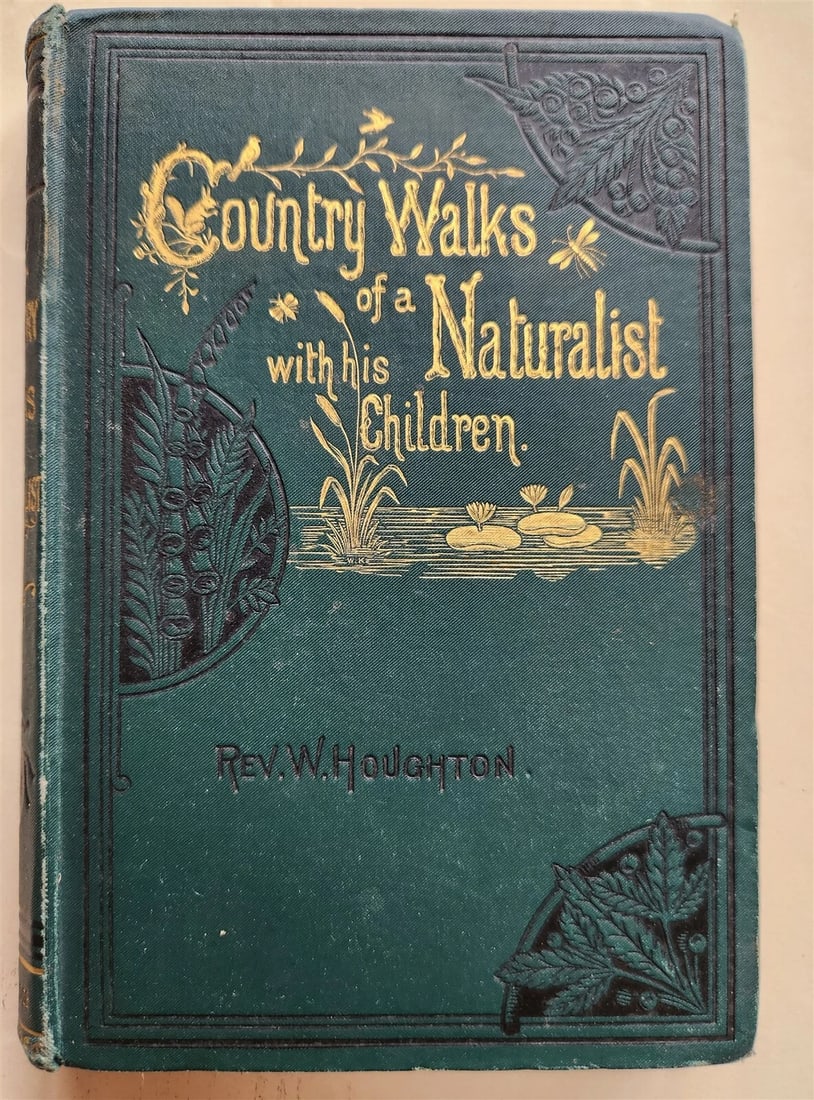 Country Walks
of a Naturalist
with his
Children.
W.K
REV. W. HOUGHTON.